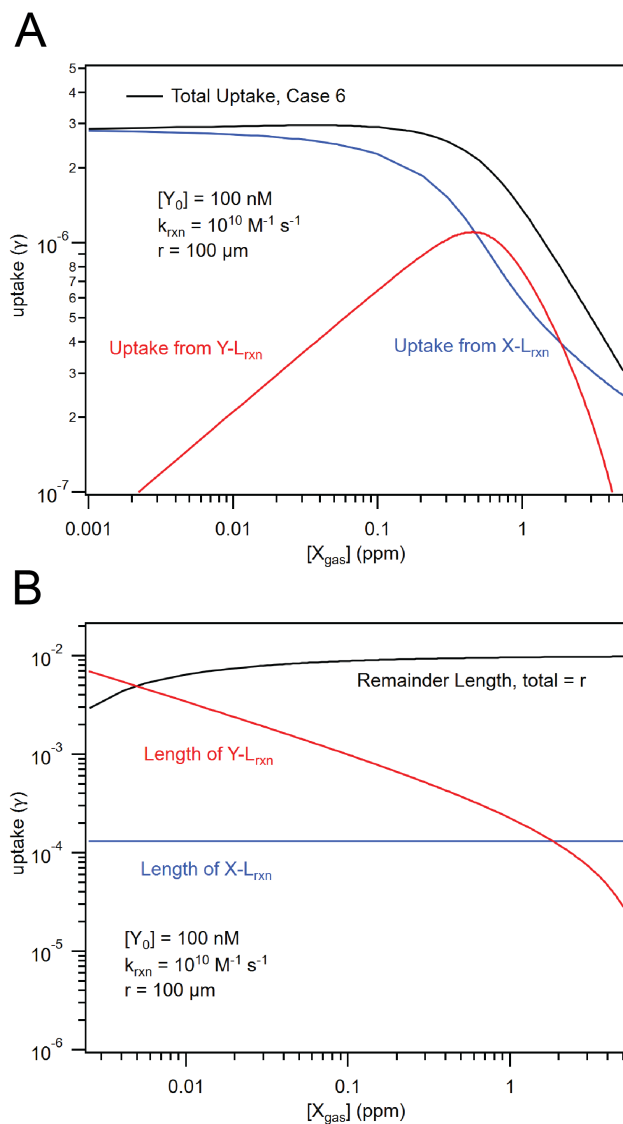 A
5
4
3
2
10⁻⁶
8
7
6
5
4
3
2
10⁻⁷
uptake (γ)
Total Uptake, Case 6
[Y₀] = 100 nM
kᵣₓₙ = 10¹⁰ M⁻¹ s⁻¹
r = 100 µm
Uptake from Y-Lᵣₓₙ
Uptake from X-Lᵣₓₙ
0.001 0.01 0.1 1
[X gas] (ppm)
B
10⁻²
10⁻³
10⁻⁴
10⁻⁵
10⁻⁶
uptake (γ)
Remainder Length, total = r
Length of Y-Lᵣₓₙ
Length of X-Lᵣₓₙ
[Y₀] = 100 nM
kᵣₓₙ = 10¹⁰ M⁻¹ s⁻¹
r = 100 µm
0.01 0.1 1
[X gas] (ppm)